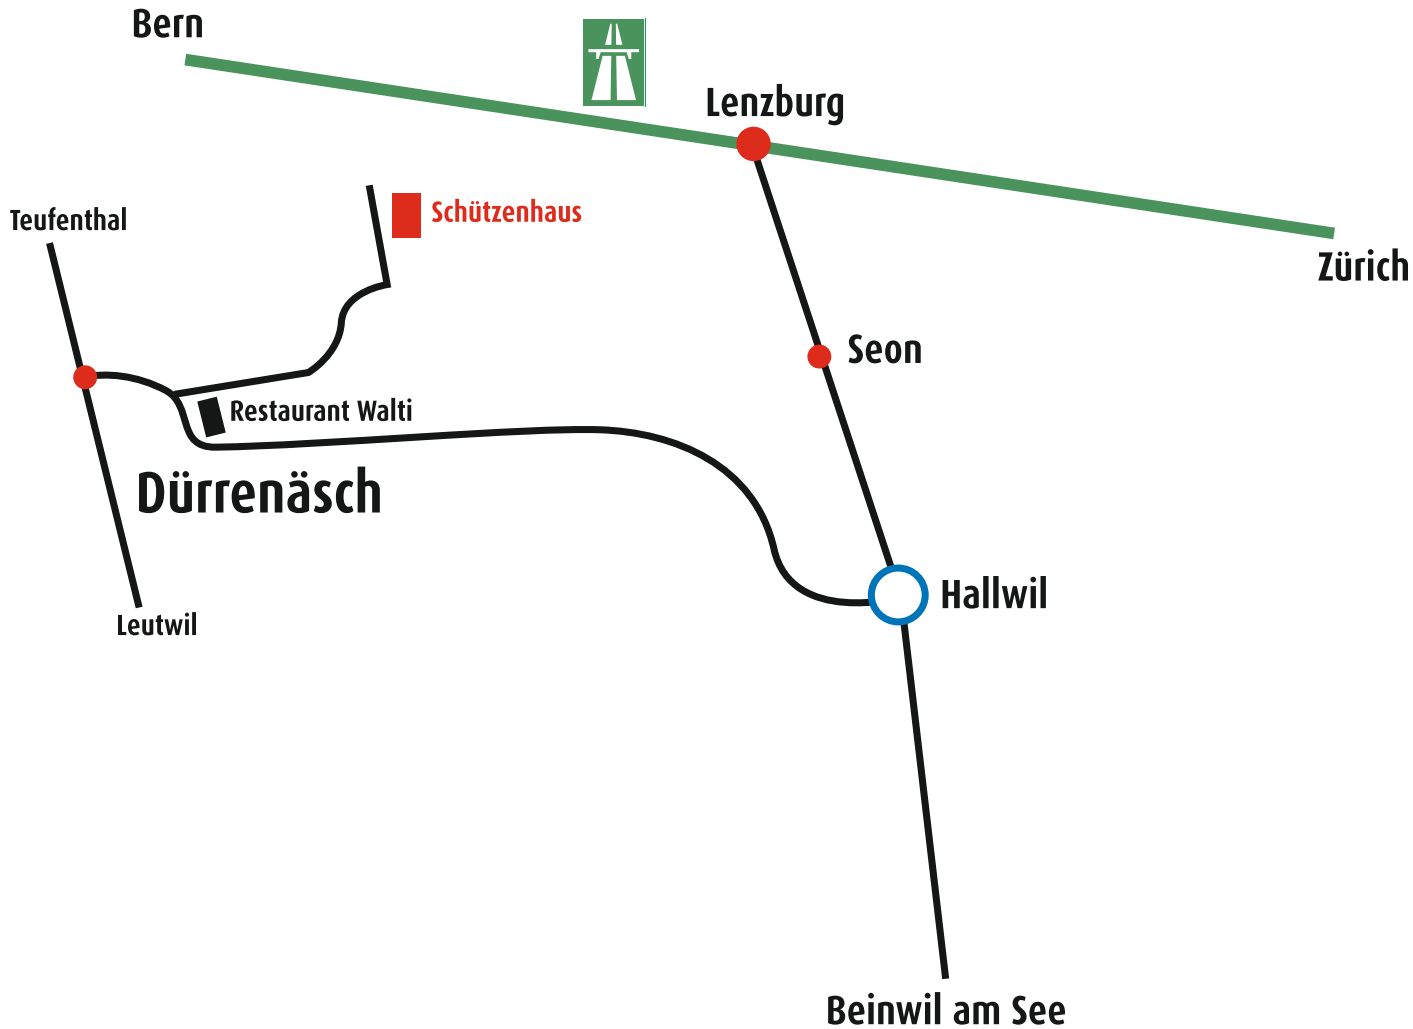 Bern
Lenzburg
Zürich
Teufenthal
Schützenhaus
Seon
Restaurant Walti
Dürrenäsch
Hallwil
Leutwil
Beinwil am See